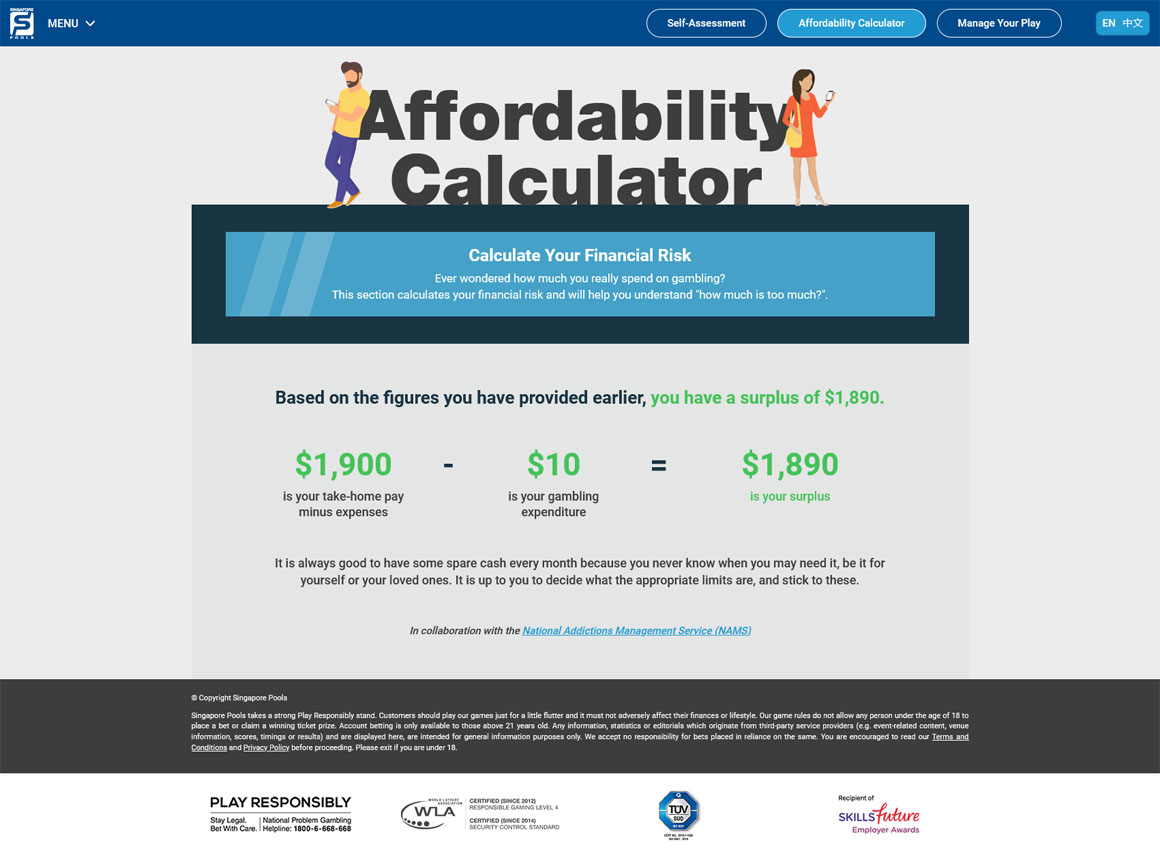 SINGAPORE
S
POOLS
MENU
Self-Assessment
Affordability Calculator
Manage Your Play
EN 中文
Affordability
Calculator
Calculate Your Financial Risk
Ever wondered how much you really spend on gambling?
This section calculates your financial risk and will help you understand "how much is too much?".
Based on the figures you have provided earlier, you have a surplus of $1,890.
$1,900 - $10 = $1,890
is your take-home pay
minus expenses
is your gambling
expenditure
is your surplus
It is always good to have some spare cash every month because you never know when you may need it, be it for
yourself or your loved ones. It is up to you to decide what the appropriate limits are, and stick to these.
In collaboration with the National Addictions Management Service (NAMS)
© Copyright Singapore Pools
Singapore Pools takes a strong Play Responsibly stand. Customers should play our games just for a little flutter and it must not adversely affect their finances or lifestyle. Our game rules do not allow any person under the age of 18 to
place a bet or claim a winning ticket prize. Account betting is only available to those above 21 years old. Any information, statistics or editorials which originate from third-party service providers (e.g. event-related content, venue
information, scores, timings or results) and are displayed here, are intended for general information purposes only. We accept no responsibility for bets placed in reliance on the same. You are encouraged to read our Terms and
Conditions and Privacy Policy before proceeding. Please exit if you are under 18.
PLAY RESPONSIBLY
Stay Legal.
Bet With Care.
National Problem Gambling
Helpline: 1800-6-668-668
WORLD LOTTERY
ASSOCIATION
WLA
CERTIFIED (SINCE 2012)
RESPONSIBLE GAMING LEVEL 4
CERTIFIED (SINCE 2014)
SECURITY CONTROL STANDARD
TÜV
SÜD
Recipient of
SKILLSfuture
Employer Awards